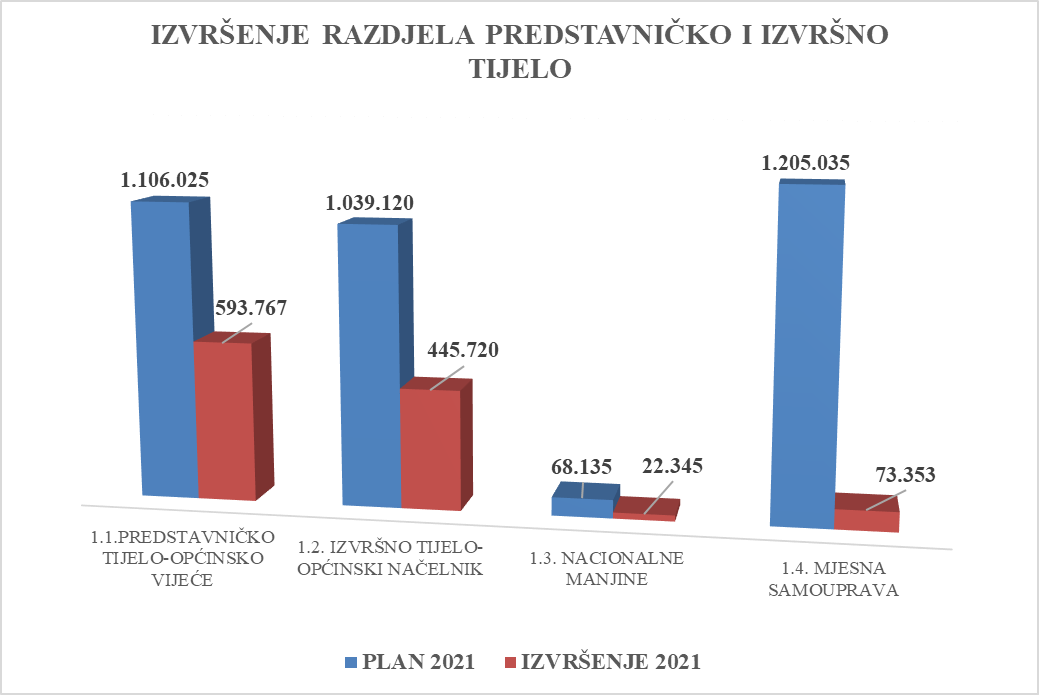 IZVRŠENJE RAZDJELA PREDSTAVNIČKO I IZVRŠNO
TIJELO
1.106.025
593.767
1.039.120
445.720
68.135
22.345
1.205.035
73.353
1.1.PREDSTAVNIČKO
TIJELO-OPĆINSKO
VIJEĆE
1.2. IZVRŠNO TIJELO-
OPĆINSKI NAČELNIK
1.3. NACIONALNE
MANJINE
1.4. MJESNA
SAMOUPRAVA
PLAN 2021
IZVRŠENJE 2021